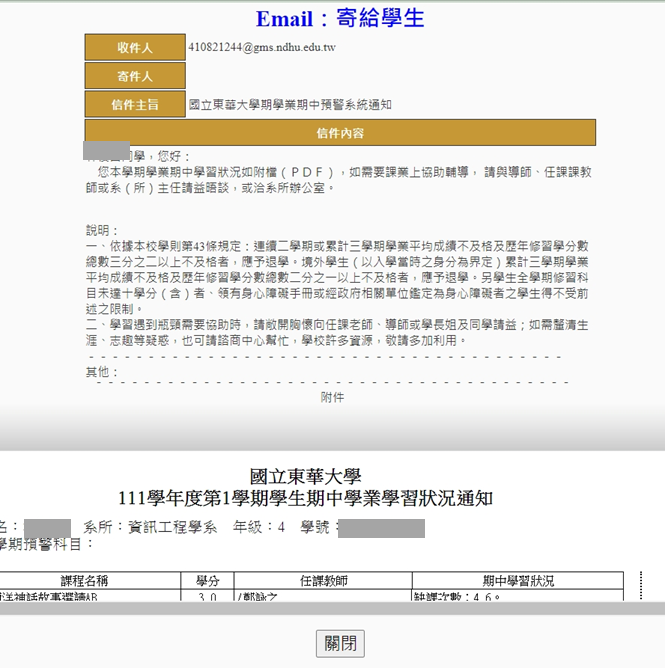 Email：寄給學生
收件人 410821244@gms.ndhu.edu.tw
寄件人
信件主旨 國立東華大學期學業期中預警系統通知
信件內容
同學，您好：
您本學期學業期中學習狀況如附檔（ＰＤＦ），如需要課業上協助輔導， 請與導師、任課課教
師或系（所）主任請益晤談，或洽系所辦公室。
說明：
一、依據本校學則第43條規定：連續二學期或累計三學期學業平均成績不及格及歷年修習學分數
總數三分之二以上不及格者，應予退學。境外學生（以入學當時之身分為界定）累計三學期學業
平均成績不及格及歷年修習學分數總數二分之一以上不及格者，應予退學。另學生全學期修習科
目未達十學分（含）者、領有身心障礙手冊或經政府相關單位鑑定為身心障礙者之學生得不受前
述之限制。
二、學習遇到瓶頸需要協助時，請敞開胸懷向任課老師、導師或學長姐及同學請益；如需釐清生
涯、志趣等疑惑，也可請諮商中心幫忙，學校許多資源，敬請多加利用。
- - - - - - - - - - - - - - - - - - - - - - - - - - - - - - - - - - - - - - - - - - -
其他：
- - - - - - - - - - - - - - - - - - - - - - - - - - - - - - - - - - - - - - - - - - -
附件
國立東華大學
111學年度第1學期學生期中學業學習狀況通知
名： 系所：資訊工程學系 年級：4 學號：
學期預警科目：
課程名稱 學分 任課教師 期中學習狀況
洋神話故事選讀AB 3.0 /鄭詠之 缺課次數：4.6。
關閉